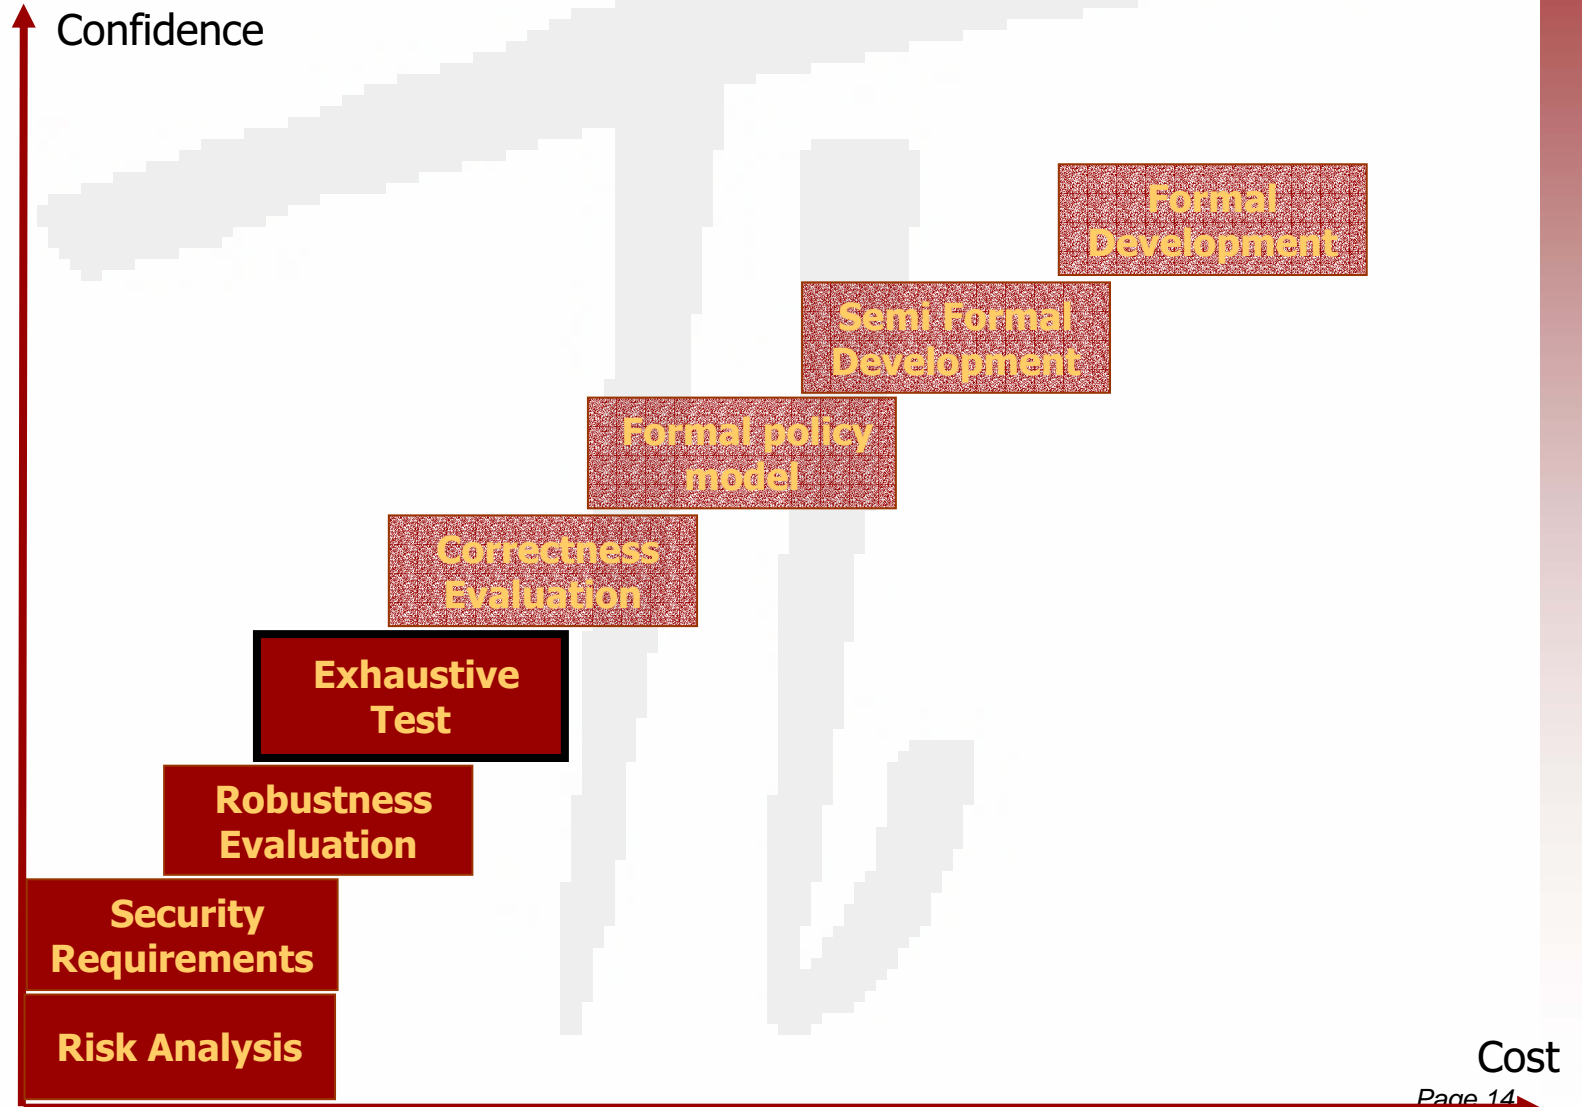 Confidence
Formal
Development
Semi Formal
Development
Formal policy
model
Correctness
Evaluation
Exhaustive
Test
Robustness
Evaluation
Security
Requirements
Risk Analysis
Cost
Page 14